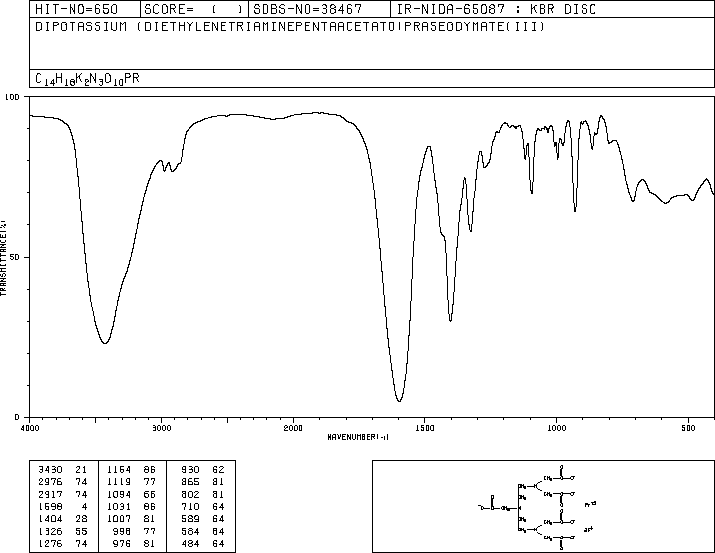 HIT-NO=650 SCORE= ( ) SDBS-NO=38467 IR-NIDA-65087 : KBR DISC
DIPOTASSIUM (DIETHYLENETRIAMINEPENTAACETATO)PRASEODYMATE(III)
C14H18K2N3O10PR
100
TRANSMITTANCE(%)
50
0
4000 3000 2000 1500 1000 500
WAVENUMBER(-1)
3430 21 1164 86 930 62
2976 74 1119 77 865 81
2917 74 1094 66 802 81
1598 4 1031 86 710 64
1404 28 1007 81 589 64
1326 55 998 77 584 64
1276 74 976 81 484 64